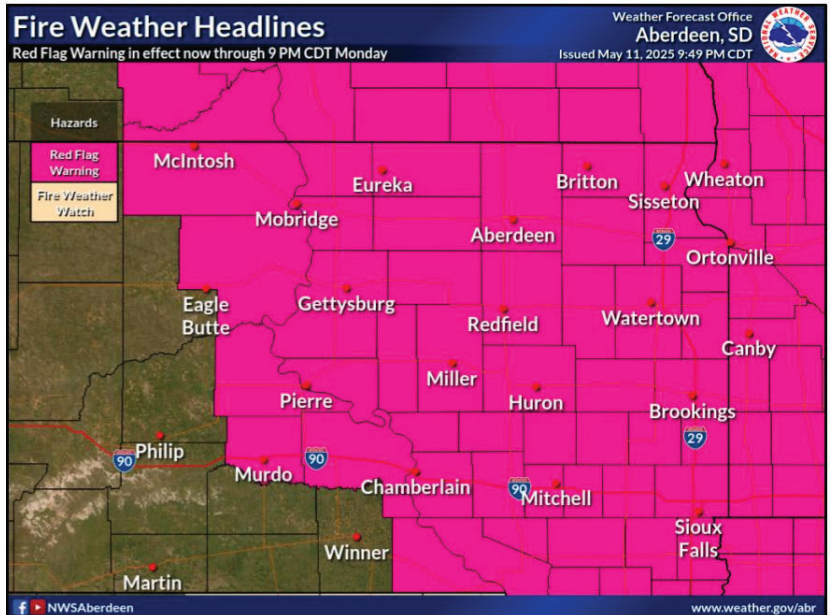 Fire Weather Headlines
Red Flag Warning in effect now through 9 PM CDT Monday
Weather Forecast Office
Aberdeen, SD
Issued May 11, 2025 9:49 PM CDT
NATIONAL WEATHER SERVICE
Hazards
Red Flag
Warning
Fire Weather
Watch
McIntosh
Eureka
Britton
Wheaton
Sisseton
Mobridge
Aberdeen
29
Ortonville
Eagle
Butte
Gettysburg
Redfield
Watertown
Canby
Miller
Pierre
Huron
Brookings
29
Philip
90
90
Murdo
Chamberlain
90
Mitchell
Sioux
Falls
Winner
Martin
NWSAberdeen
www.weather.gov/abr